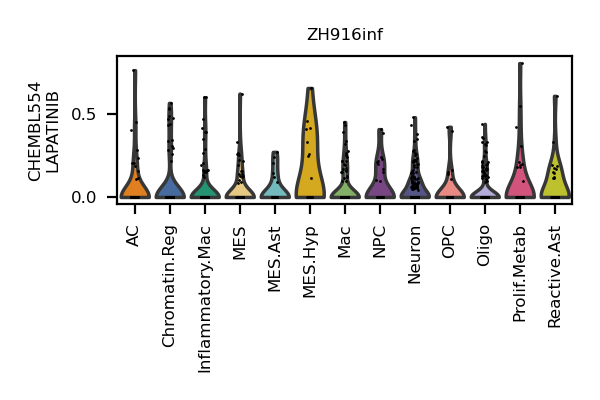 ZH916inf
CHEMBL554
LAPATINIB
0.5
0.0
AC
Chromatin.Reg
Inflammatory.Mac
MES
MES.Ast
MES.Hyp
Mac
NPC
Neuron
OPC
Oligo
Prolif.Metab
Reactive.Ast